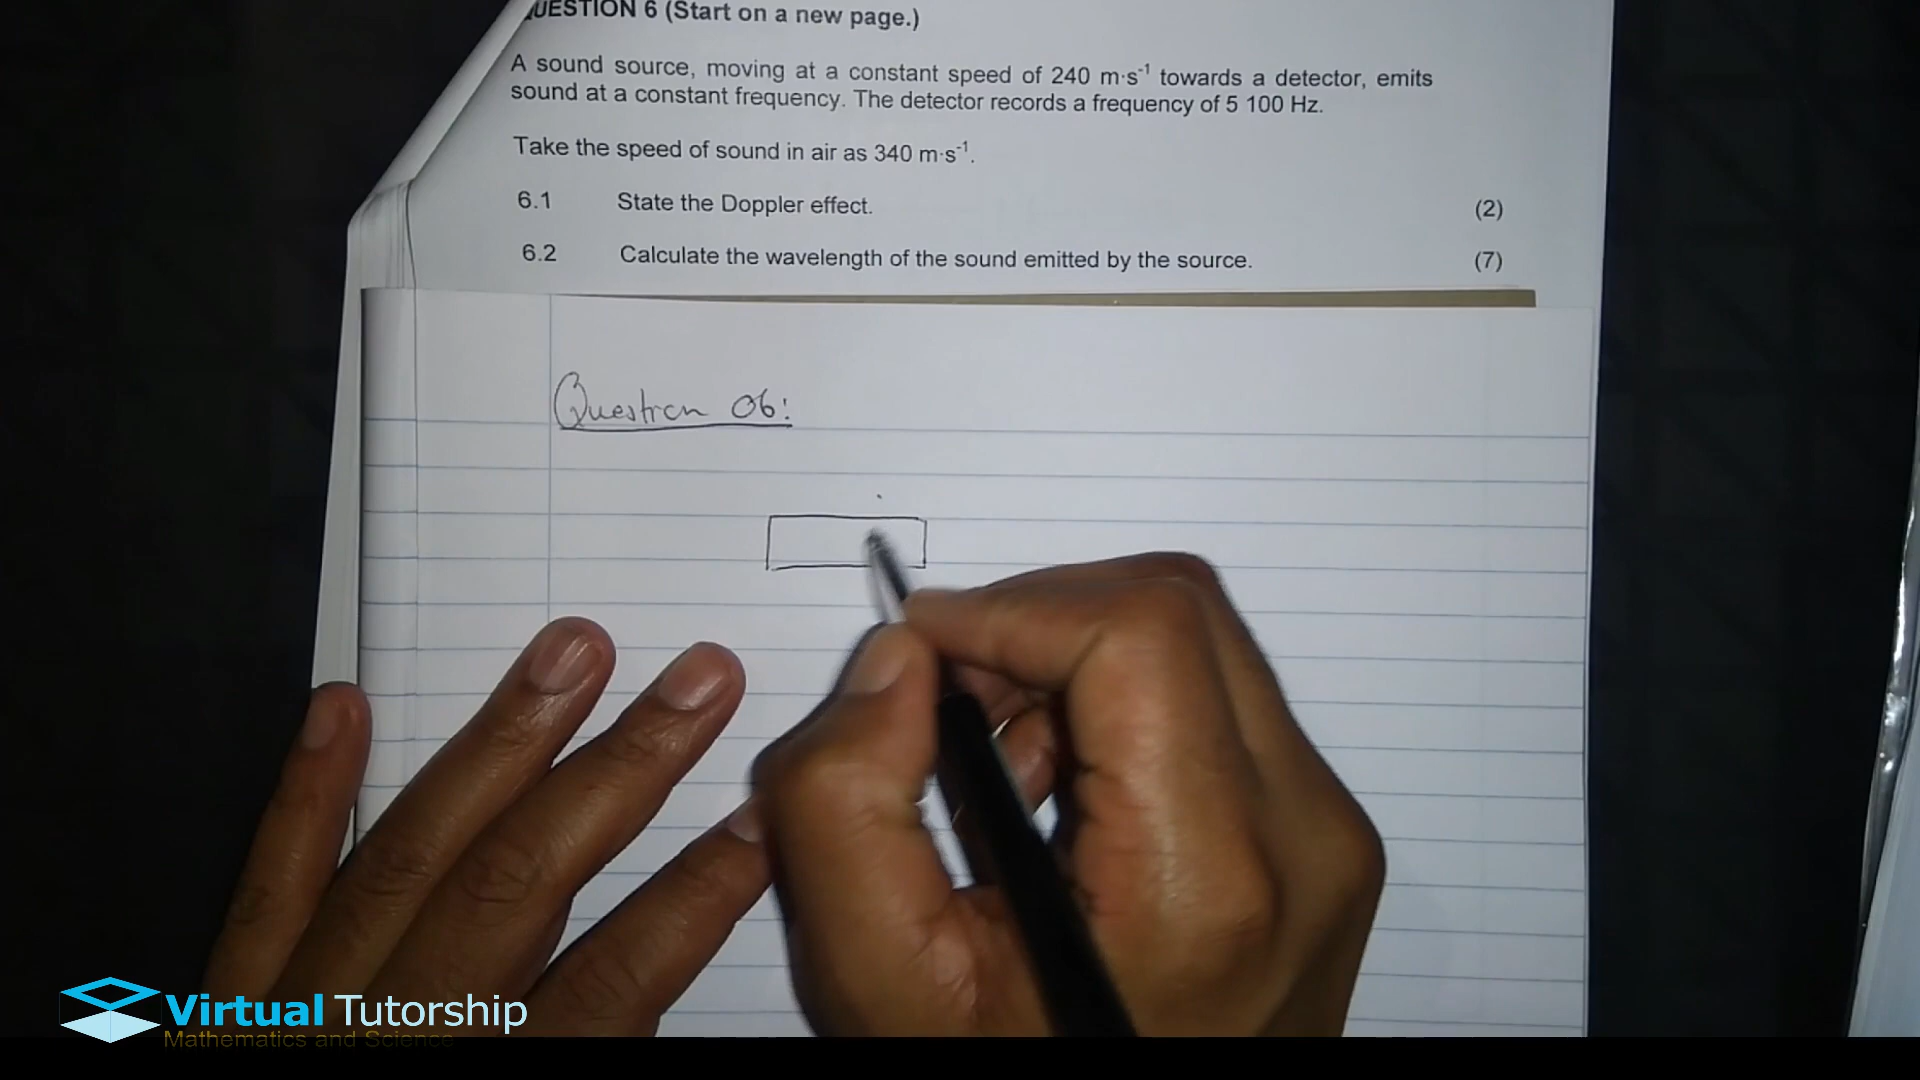 QUESTION 6 (Start on a new page.)
A sound source, moving at a constant speed of 240 m·s⁻¹ towards a detector, emits
sound at a constant frequency. The detector records a frequency of 5 100 Hz.
Take the speed of sound in air as 340 m·s⁻¹.
6.1 State the Doppler effect. (2)
6.2 Calculate the wavelength of the sound emitted by the source. (7)
Question 06:
Virtual Tutorship
Mathematics and Science